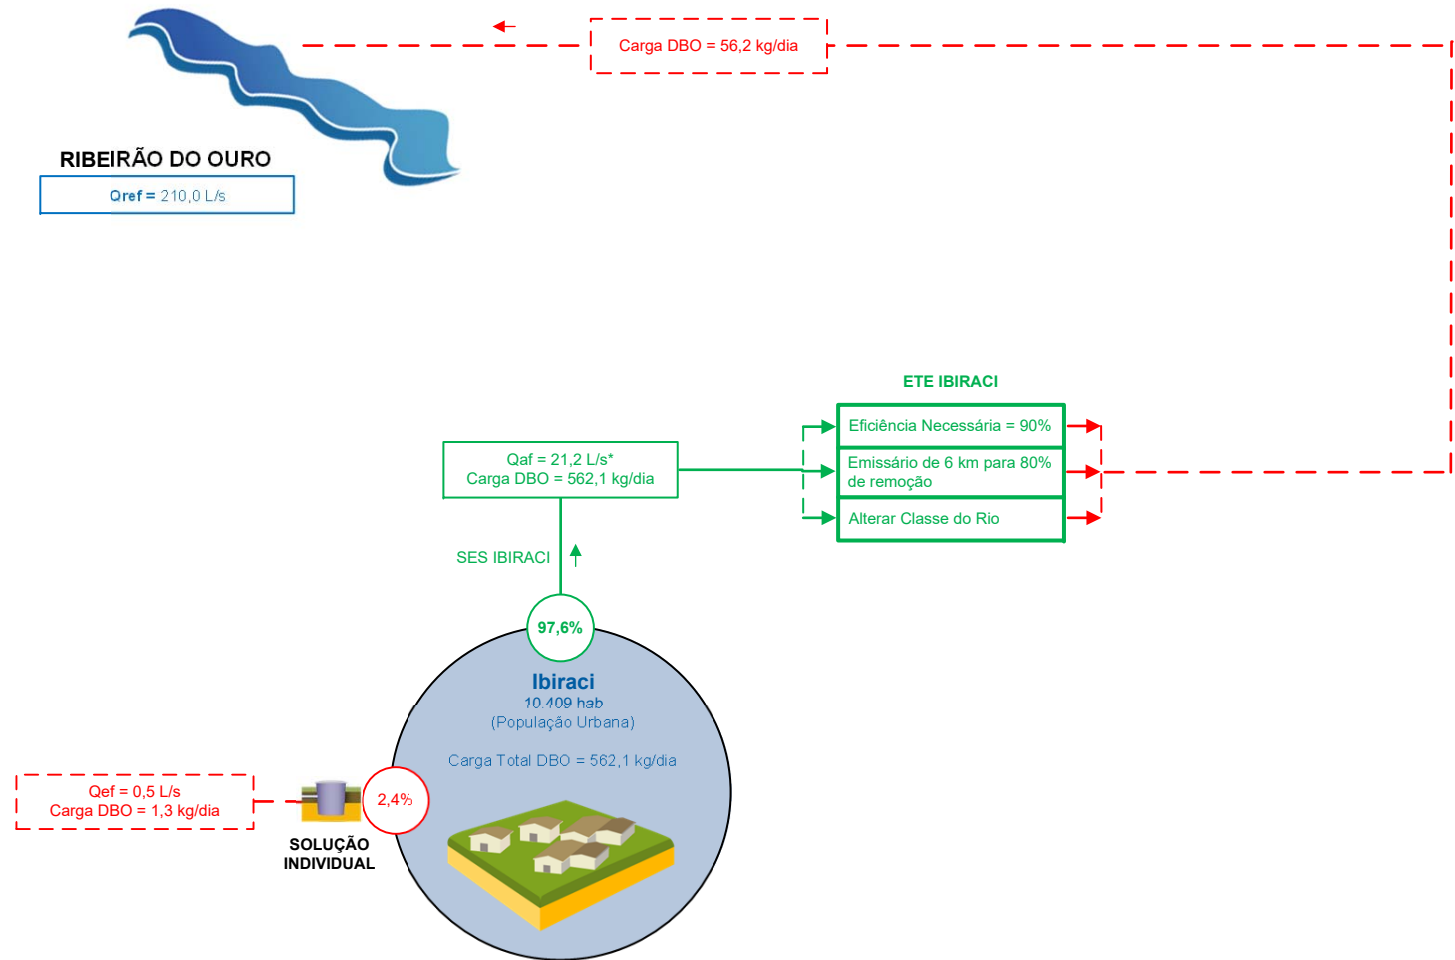 Carga DBO = 56,2 kg/dia
RIBEIRÃO DO OURO
Qref = 210,0 L/s
ETE IBIRACI
Eficiência Necessária = 90%
Emissário de 6 km para 80%
de remoção
Alterar Classe do Rio
Qaf = 21,2 L/s*
Carga DBO = 562,1 kg/dia
SES IBIRACI
97,6%
Ibiraci
10.409 hab
(População Urbana)
Carga Total DBO = 562,1 kg/dia
2,4%
Qef = 0,5 L/s
Carga DBO = 1,3 kg/dia
SOLUÇÃO
INDIVIDUAL